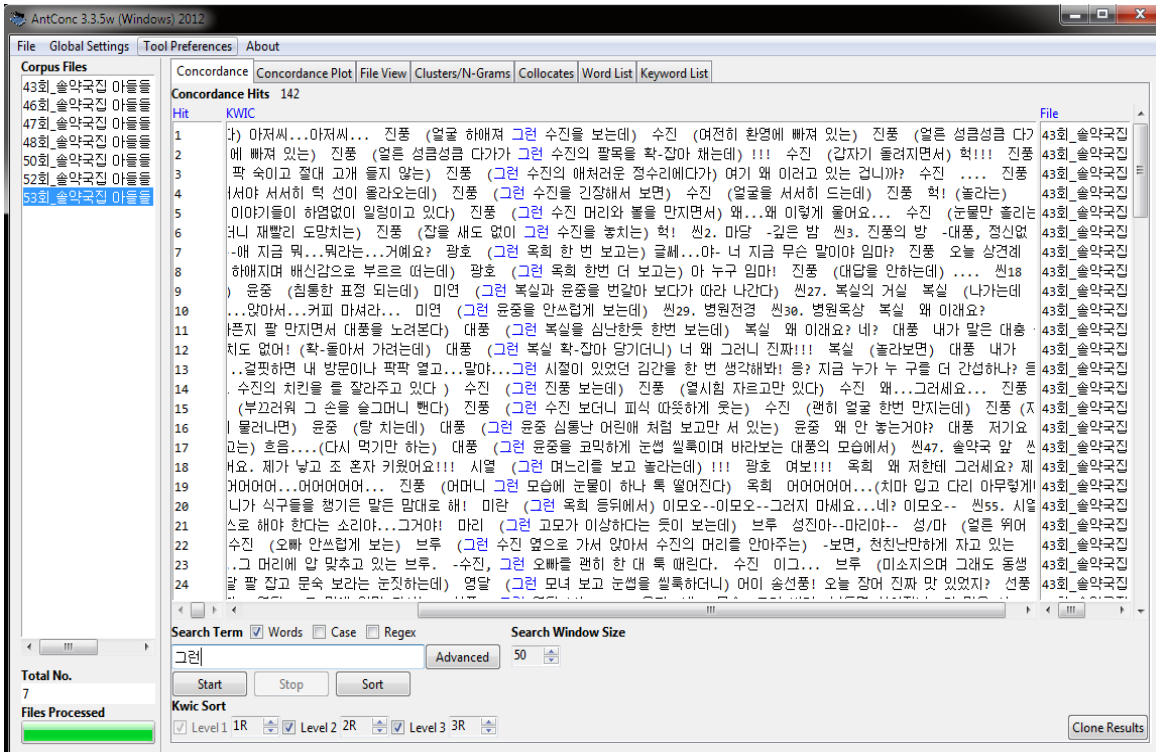 AntConc 3.3.5w (Windows) 2012
File Global Settings Tool Preferences About
Corpus Files
43회_솔약국집 아들들
46회_솔약국집 아들들
47회_솔약국집 아들들
48회_솔약국집 아들들
50회_솔약국집 아들들
52회_솔약국집 아들들
53회_솔약국집 아들들
Total No.
7
Files Processed
Concordance Concordance Plot File View Clusters/N-Grams Collocates Word List Keyword List
Concordance Hits 142
Hit KWIC File
1 아저씨...아저씨... 진풍 (얼굴 하애져 그런 수진을 보는데) 수진 (여전히 환영에 빠져 있는) 진풍 (얼른 성큼성큼 다가 43회_솔약국집
2 에 빠져 있는) 진풍 (얼른 성큼성큼 다가가 그런 수진의 팔목을 확-잡아 채는데) !!! 수진 (갑자기 돌려지면서) 헉!!! 진풍 43회_솔약국집
3 팍 숙이고 절대 고개 들지 않는) 진풍 (그런 수진의 애처러운 정수리에다가) 여기 왜 이러고 있는 겁니까? 수진 .... 진풍 43회_솔약국집
4 서서야 서서히 턱 선이 올라오는데) 진풍 (그런 수진을 긴장해서 보면) 수진 (얼굴을 서서히 드는데) 진풍 헉! (놀라는) 43회_솔약국집
5 이야기들이 하염없이 일렁이고 있다) 진풍 (그런 수진 머리와 볼을 만지면서) 왜...왜 이렇게 울어요... 수진 (눈물만 흘리는 43회_솔약국집
6 더니 재빨리 도망치는) 진풍 (잡을 새도 없이 그런 수진을 놓치는) 헉! 씬2. 마당 -깊은 밤 씬3. 진풍의 방 -대풍, 정신없 43회_솔약국집
7 -애 지금 뭐...뭐라는...거예요? 광호 (그런 옥희 한 번 보고는) 글쎄...야- 너 지금 무슨 말이야 임마? 진풍 오늘 상견례 43회_솔약국집
8 하애지며 배신감으로 부르르 떠는데) 광호 (그런 옥희 한번 더 보고는) 아 누구 임마! 진풍 (대답을 안하는데) .... 씬18 43회_솔약국집
9 ) 윤중 (침통한 표정 되는데) 미연 (그런 복실과 윤중을 번갈아 보다가 따라 나간다) 씬27. 복실의 거실 복실 (나가는데 43회_솔약국집
10 ...앉아서...커피 마셔라... 미연 (그런 윤중을 안쓰럽게 보는데) 씬29. 병원전경 씬30. 병원옥상 복실 왜 이래요? 43회_솔약국집
11 픈지 팔 만지면서 대풍을 노려본다) 대풍 (그런 복실을 심난한듯 한번 보는데) 복실 왜 이래요? 네? 대풍 내가 맡은 대충 43회_솔약국집
12 치도 없어! (확-돌아서 가려는데) 대풍 (그런 복실 확-잡아 당기더니) 너 왜 그러니 진짜!!! 복실 (놀라보면) 대풍 내가 43회_솔약국집
13 ..걸핏하면 내 방문이나 팍팍 열고...말야...그런 시절이 있었던 김간을 한 번 생각해봐! 응? 지금 누가 누 구를 더 간섭하나? 응 43회_솔약국집
14 . 수진의 치킨을 를 잘라주고 있다 ) 수진 (그런 진풍 보는데) 진풍 (열시힘 자르고만 있다) 수진 왜...그러세요... 진풍 43회_솔약국집
15 (부끄러워 그 손을 슬그머니 뺀다) 진풍 (그런 수진 보더니 피식 따뜻하게 웃는) 수진 (괜히 얼굴 한번 만지는데) 진풍 43회_솔약국집
16 물러나면) 윤중 (탕 치는데) 대풍 (그런 윤중 심통난 어린애 처럼 보고만 서 있는) 윤중 왜 안 놓는거야? 대풍 저기요 43회_솔약국집
17 고는) 흐음....(다시 먹기만 하는) 대풍 (그런 윤중을 코믹하게 눈썹 씰룩이며 바라보는 대풍의 모습에서) 씬47. 솔약국 앞 43회_솔약국집
18 어요. 제가 낳고 조 혼자 키웠어요!!! 시열 (그런 며느리를 보고 놀라는데) !!! 광호 여보!!! 옥희 왜 저한테 그러세요? 제 43회_솔약국집
19 어어어어...어어어어어... 진풍 (어머니 그런 모습에 눈물이 하나 톡 떨어진다) 옥희 어어어어어...(치마 입고 다리 아무렇게 43회_솔약국집
20 니가 식구들을 챙기든 말든 맘대로 해! 미란 (그런 옥희 등뒤에서) 이모오--이모오--그러지 마세요...네? 이모오-- 씬55. 시열 43회_솔약국집
21 스로 해야 한다는 소리야...그거야! 마리 (그런 고모가 이상하다는 듯이 보는데) 브루 성진아--마리야-- 성/마 (얼른 뛰어 43회_솔약국집
22 수진 (오빠 안쓰럽게 보는) 브루 (그런 수진 옆으로 가서 앉아서 수진의 머리를 안아주는) -보면, 천진난만하게 자고 있는 43회_솔약국집
23 ..그 머리에 입 맞추고 있는 브루. -수진, 그런 오빠를 괜히 한 대 툭 때린다. 수진 이그... 브루 (미소지으며 그래도 동생 43회_솔약국집
24 달 팔 잡고 문숙 보라는 눈짓하는데) 영달 (그런 모녀 보고 눈썹을 씰룩하더니) 어이 송선풍! 오늘 장어 진짜 맛 있었지? 선풍 43회_솔약국집
Search Term Words Case Regex Search Window Size
그런 Advanced 50
Start Stop Sort
Kwic Sort
Level 1 1R Level 2 2R Level 3 3R Clone Results